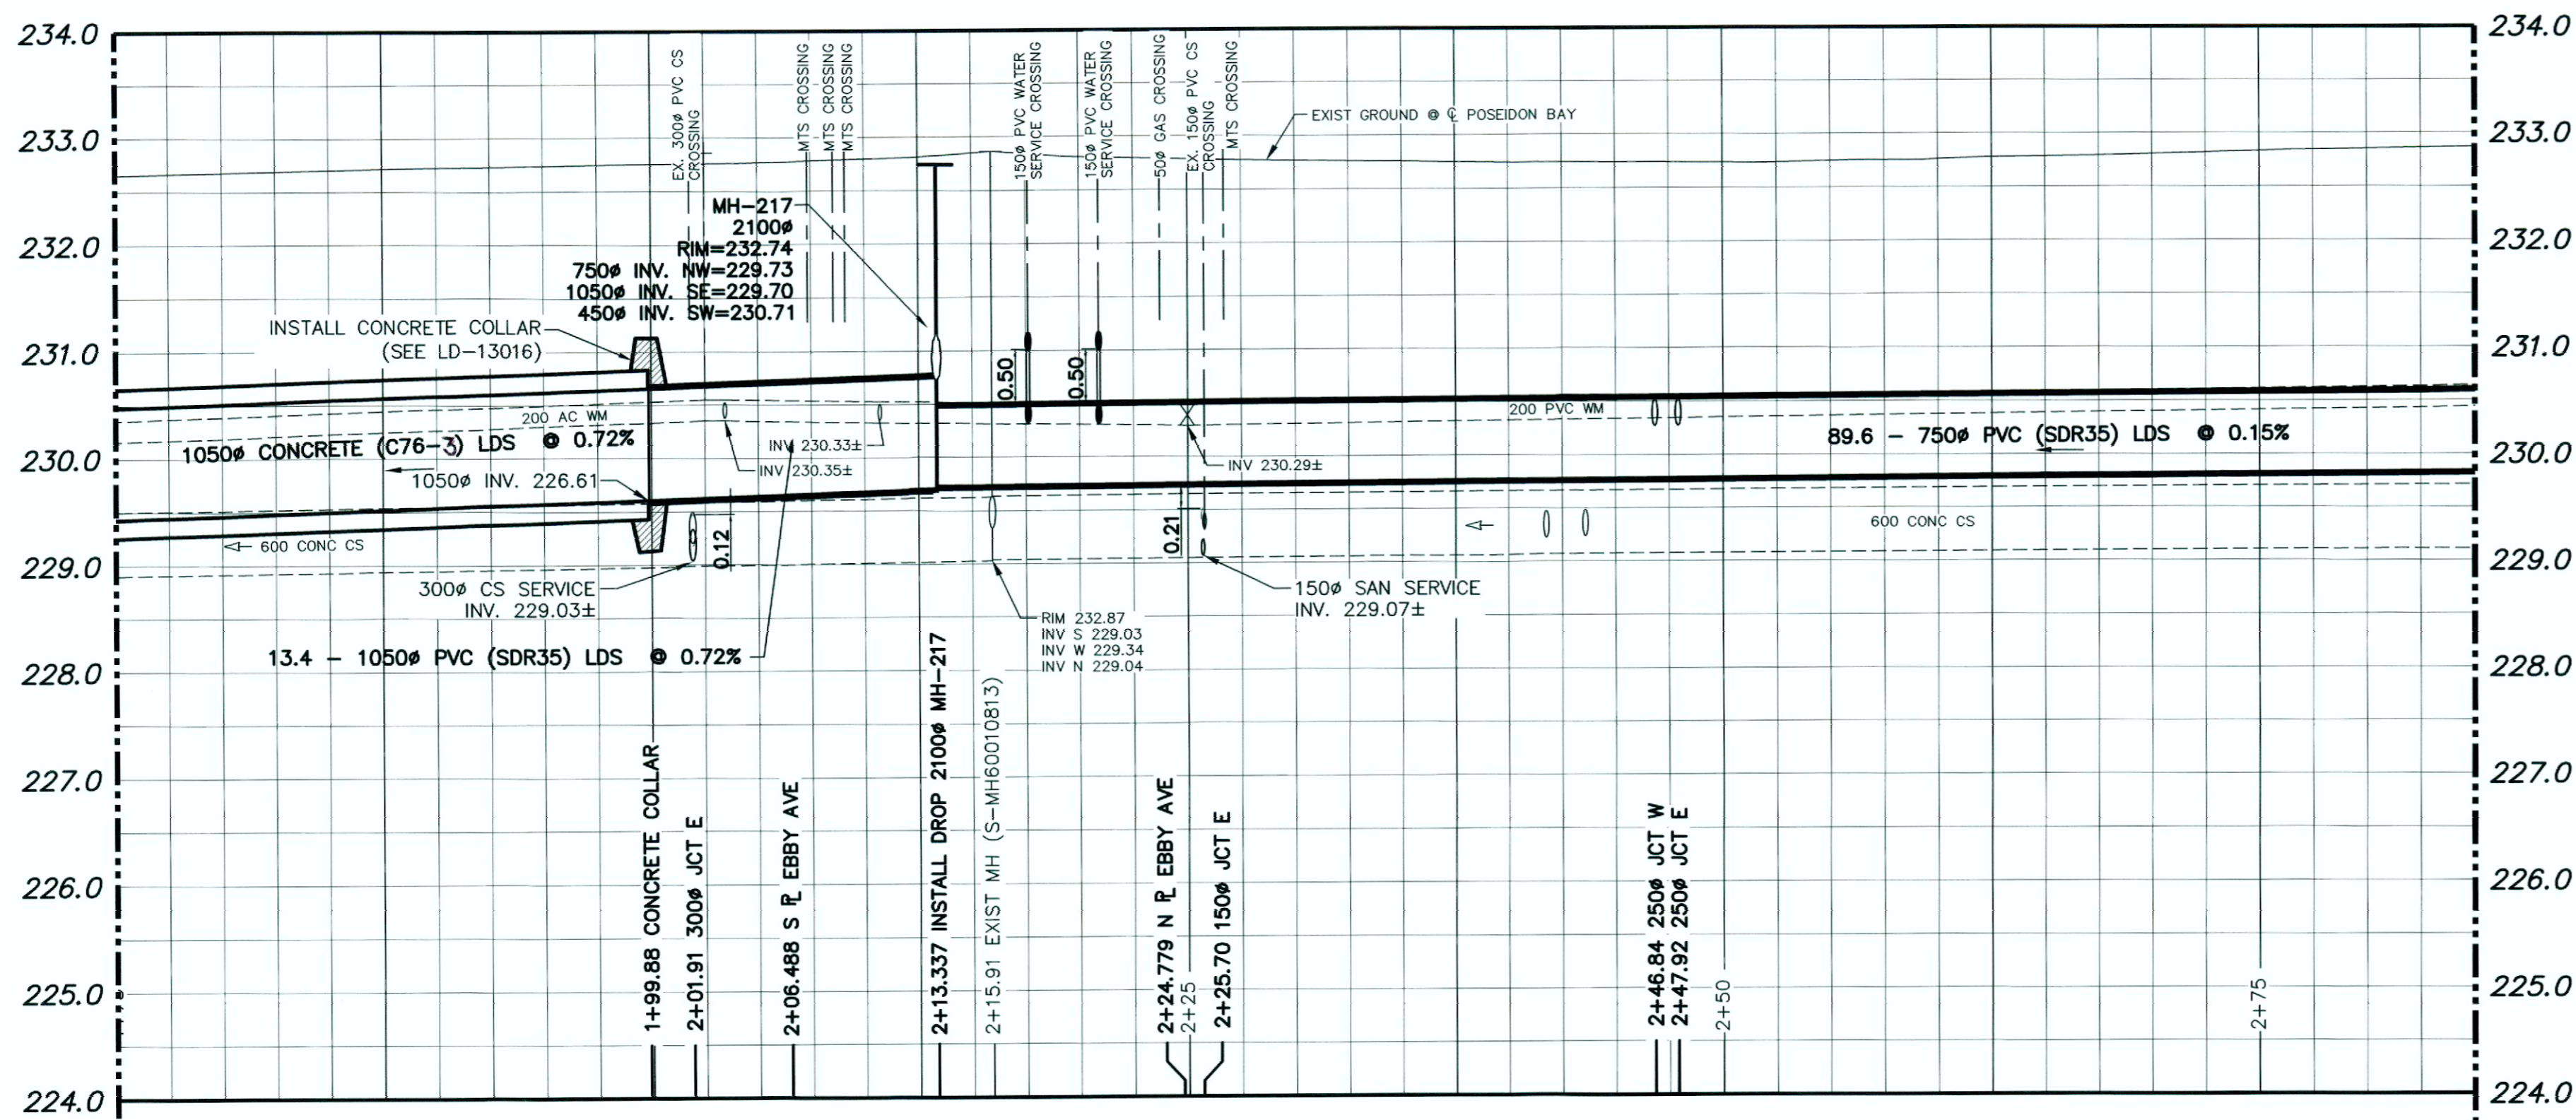 234.0
233.0
232.0
231.0
230.0
229.0
228.0
227.0
226.0
225.0
224.0
EX. 300ø PVC CS
CROSSING
MTS CROSSING
MTS CROSSING
MTS CROSSING
150ø PVC WATER
SERVICE CROSSING
150ø PVC WATER
SERVICE CROSSING
50ø GAS CROSSING
EX. 150ø PVC CS
CROSSING
MTS CROSSING
EXIST GROUND @ ℄ POSEIDON BAY
MH-217
2100ø
RIM=232.74
750ø INV. NW=229.73
1050ø INV. SE=229.70
450ø INV. SW=230.71
INSTALL CONCRETE COLLAR
(SEE LD-13016)
0.50
0.50
200 AC WM
1050ø CONCRETE (C76-3) LDS @ 0.72%
1050ø INV. 226.61
INV 230.33±
INV 230.35±
INV 230.29±
200 PVC WM
89.6 - 750ø PVC (SDR35) LDS @ 0.15%
600 CONC CS
0.12
0.21
600 CONC CS
300ø CS SERVICE
INV. 229.03±
150ø SAN SERVICE
INV. 229.07±
RIM 232.87
INV S 229.03
INV W 229.34
INV N 229.04
13.4 - 1050ø PVC (SDR35) LDS @ 0.72%
1+99.88 CONCRETE COLLAR
2+01.91 300ø JCT E
2+06.488 S ℞ EBBY AVE
2+13.337 INSTALL DROP 2100ø MH-217
2+15.91 EXIST MH (S-MH60010813)
2+24.779 N ℞ EBBY AVE
2+25
2+25.70 150ø JCT E
2+46.84 250ø JCT W
2+47.92 250ø JCT E
2+50
2+75
234.0
233.0
232.0
231.0
230.0
229.0
228.0
227.0
226.0
225.0
224.0